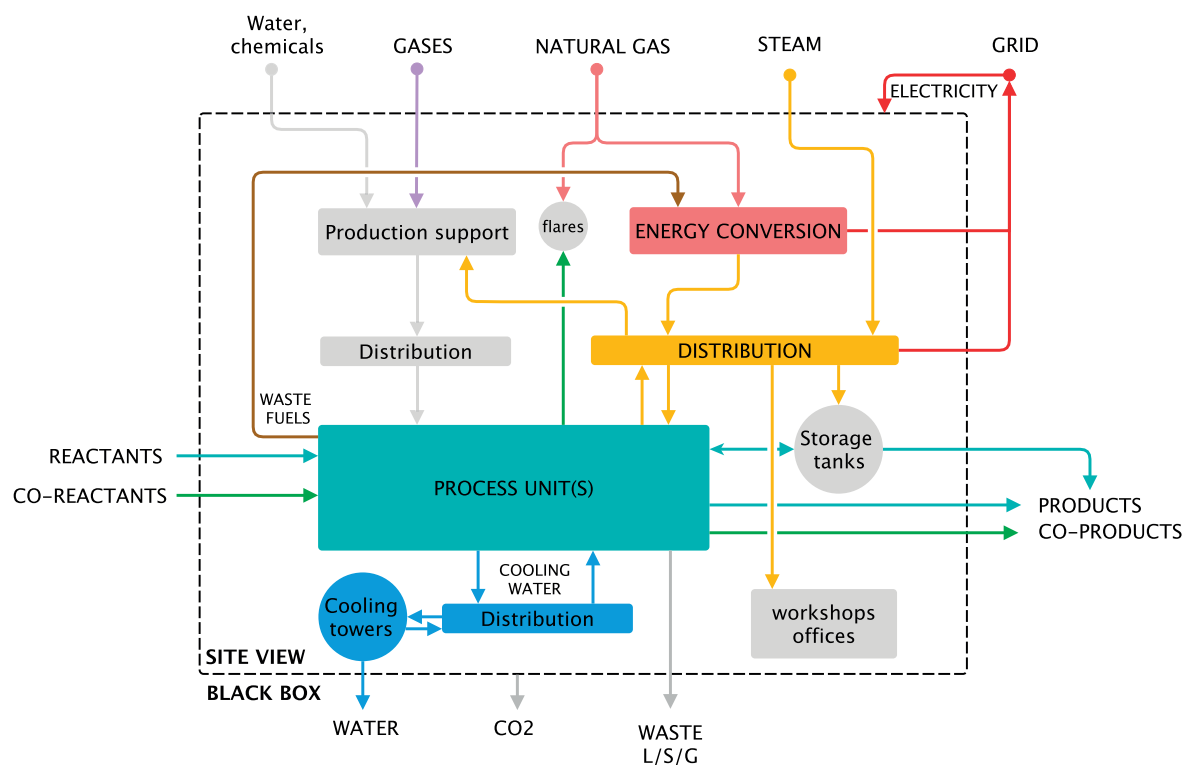 Water,
chemicals
GASES
NATURAL GAS
STEAM
GRID
ELECTRICITY
Production support
flares
ENERGY CONVERSION
Distribution
DISTRIBUTION
WASTE
FUELS
REACTANTS
CO-REACTANTS
PROCESS UNIT(S)
Storage
tanks
PRODUCTS
CO-PRODUCTS
COOLING
WATER
Cooling
towers
Distribution
workshops
offices
SITE VIEW
BLACK BOX
WATER
CO2
WASTE
L/S/G